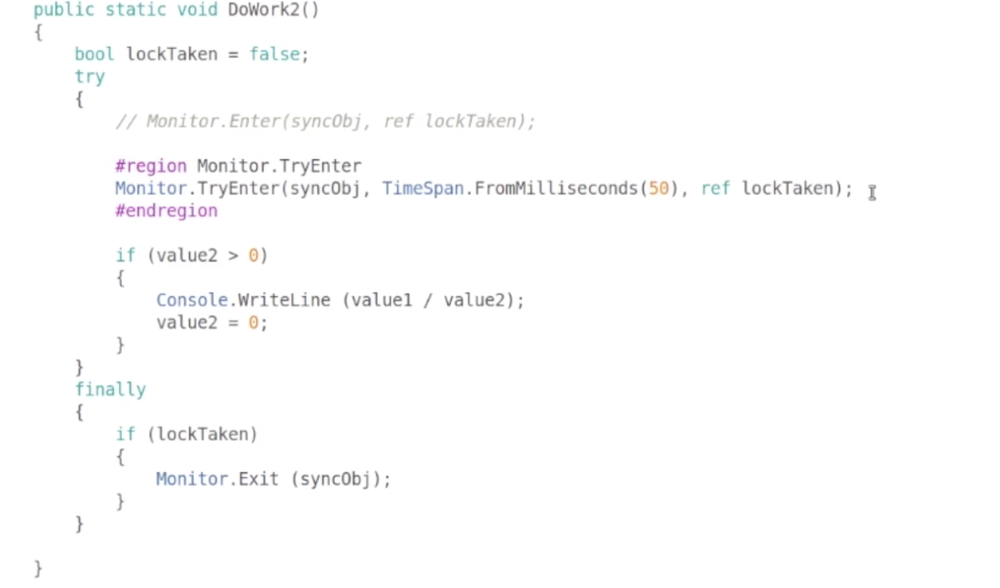 public static void DoWork2()
{
bool lockTaken = false;
try
{
// Monitor.Enter(syncObj, ref lockTaken);
#region Monitor.TryEnter
Monitor.TryEnter(syncObj, TimeSpan.FromMilliseconds(50), ref lockTaken);
#endregion
if (value2 > 0)
{
Console.WriteLine (value1 / value2);
value2 = 0;
}
}
finally
{
if (lockTaken)
{
Monitor.Exit (syncObj);
}
}
}